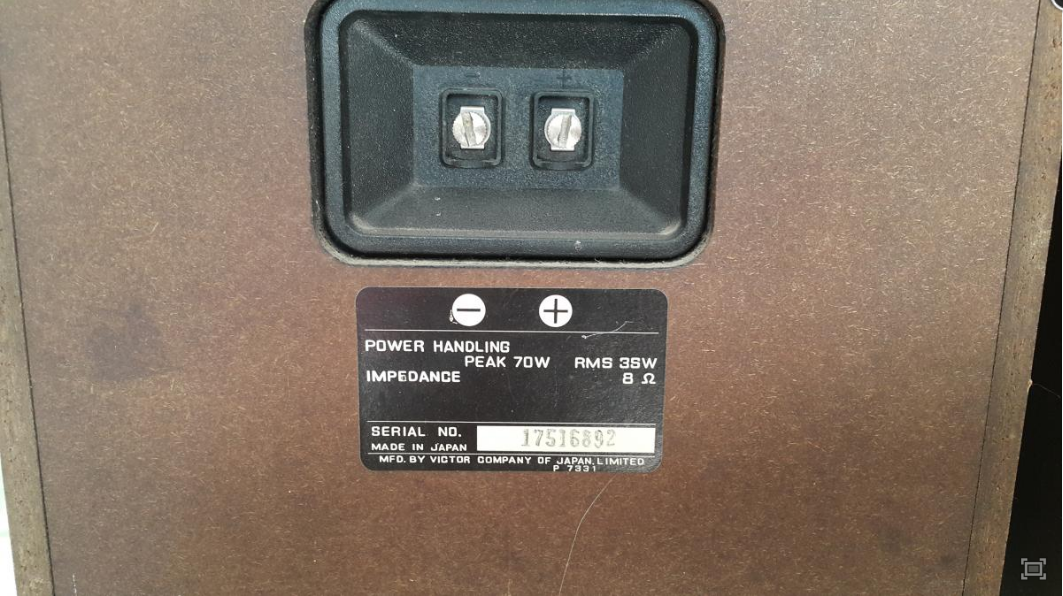 − +
− +
POWER HANDLING
PEAK 70W RMS 35W
IMPEDANCE 8 Ω
SERIAL NO. 17516892
MADE IN JAPAN
MFD. BY VICTOR COMPANY OF JAPAN, LIMITED
P 7331